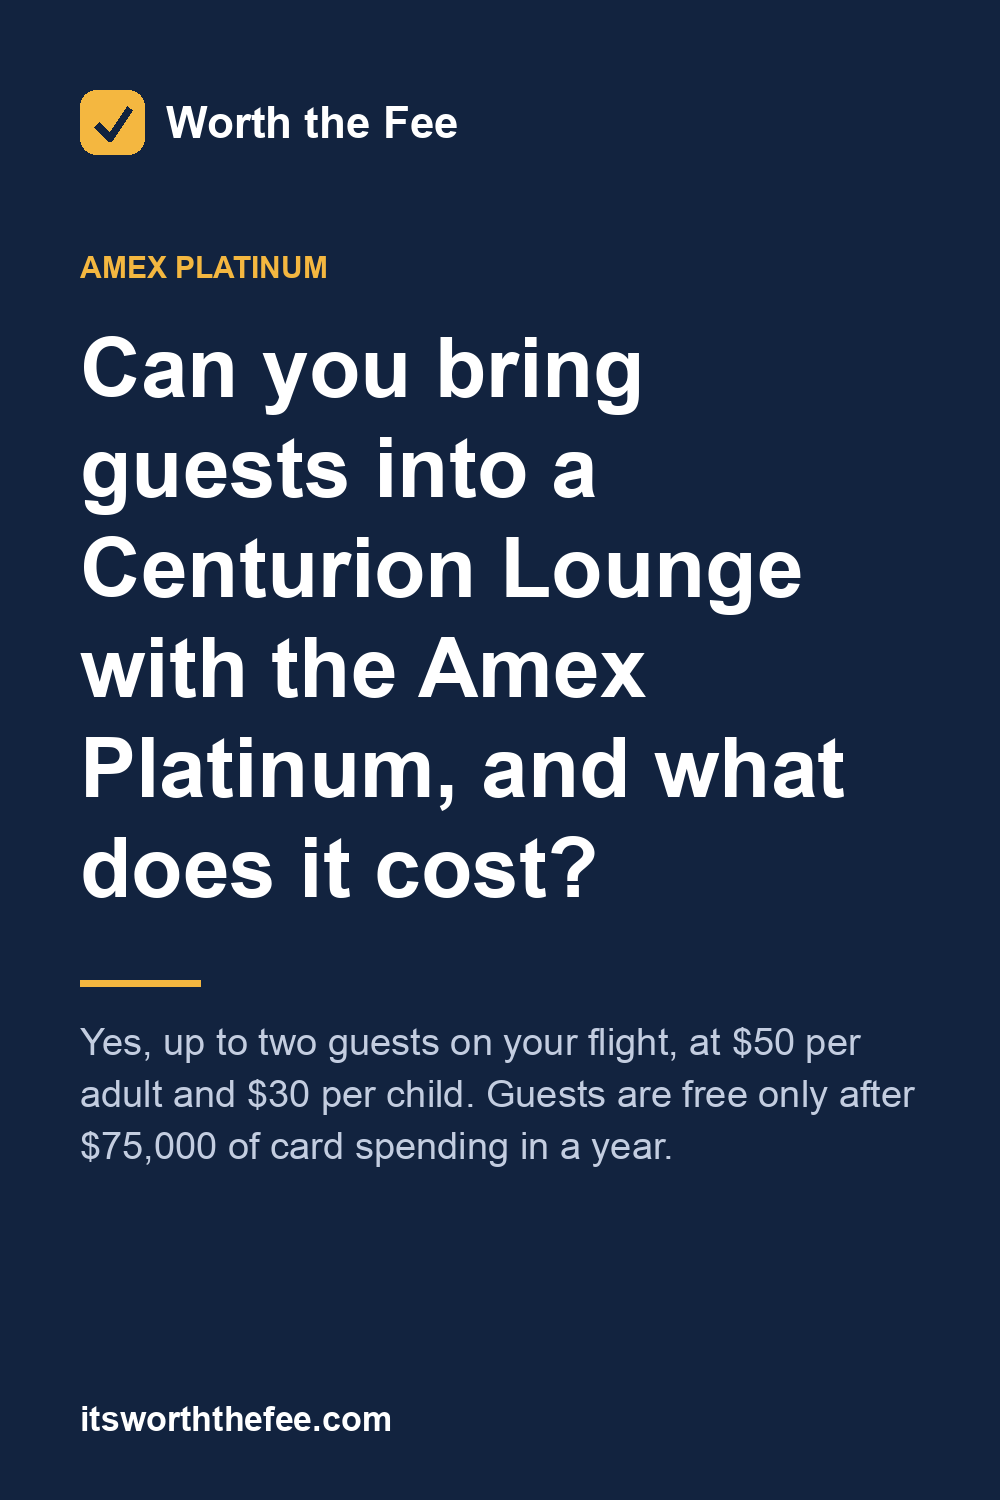 Worth the Fee
AMEX PLATINUM
Can you bring
guests into a
Centurion Lounge
with the Amex
Platinum, and what
does it cost?
Yes, up to two guests on your flight, at $50 per
adult and $30 per child. Guests are free only after
$75,000 of card spending in a year.
itsworththefee.com